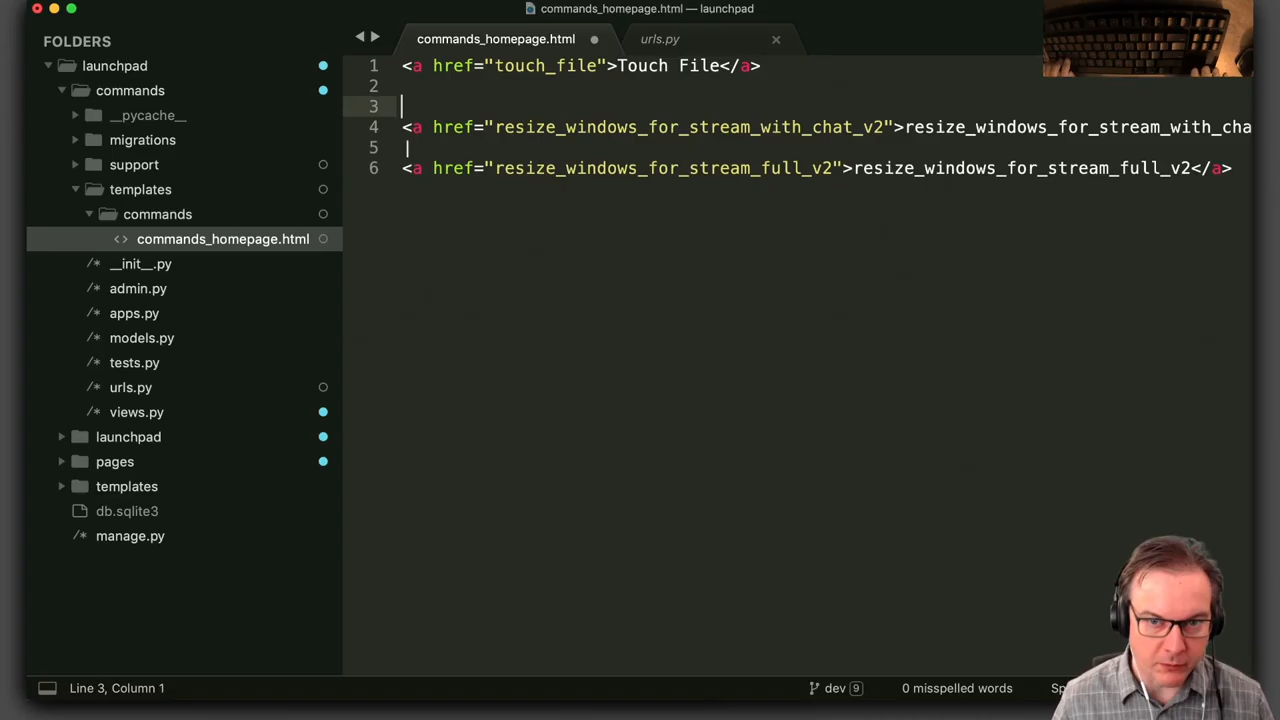 commands_homepage.html — launchpad
FOLDERS
launchpad
commands
__pycache__
migrations
support
templates
commands
commands_homepage.html
__init__.py
admin.py
apps.py
models.py
tests.py
urls.py
views.py
launchpad
pages
templates
db.sqlite3
manage.py
commands_homepage.html
urls.py
1 <a href="touch_file">Touch File</a>
2
3
4 <a href="resize_windows_for_stream_with_chat_v2">resize_windows_for_stream_with_cha
5 |
6 <a href="resize_windows_for_stream_full_v2">resize_windows_for_stream_full_v2</a>
Line 3, Column 1
dev 9
0 misspelled words
Sp